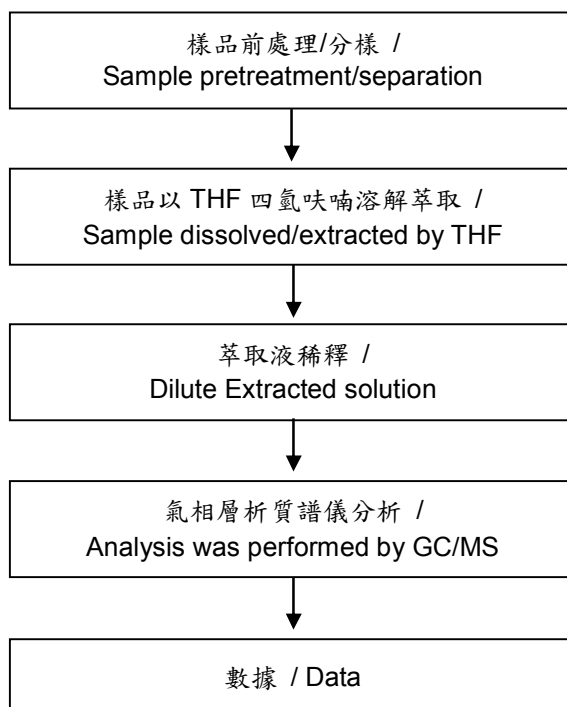 樣品前處理/分樣 /
Sample pretreatment/separation
樣品以 THF 四氫呋喃溶解萃取 /
Sample dissolved/extracted by THF
萃取液稀釋 /
Dilute Extracted solution
氣相層析質譜儀分析 /
Analysis was performed by GC/MS
數據 / Data